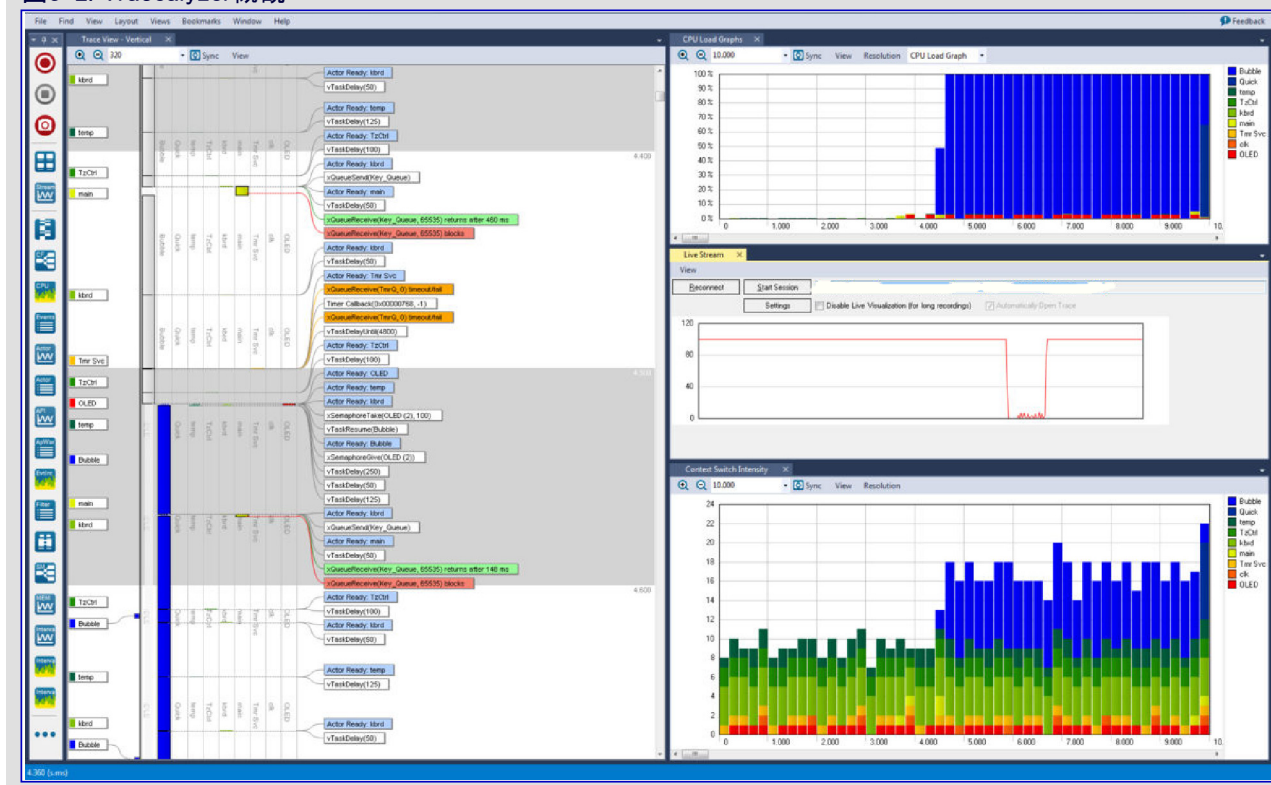 File Find View Layout Views Bookmarks Window Help
Feedback
Trace View - Vertical
320
Sync View
kbrd
temp
TzCtrl
main
kbrd
Tmr Svc
TzCtrl
OLED
temp
Bubble
main
kbrd
TzCtrl
Bubble
temp
kbrd
Bubble
Bubble Quick temp TzCtrl kbrd main Tmr Svc clk OLED
Actor Ready: kbrd
vTaskDelay(50)
Actor Ready: temp
vTaskDelay(125)
Actor Ready: TzCtrl
vTaskDelay(100)
4.400
Actor Ready: kbrd
xQueueSend(Key_Queue)
Actor Ready: main
vTaskDelay(50)
xQueueReceive(Key_Queue, 65535) returns after 460 ms
xQueueReceive(Key_Queue, 65535) blocks
Actor Ready: kbrd
vTaskDelay(50)
Actor Ready: Tmr Svc
xQueueReceive(TmrQ, 0) timeout/fail
Timer Callback(0x00000768, -1)
xQueueReceive(TmrQ, 0) timeout/fail
vTaskDelayUntil(4800)
Actor Ready: TzCtrl
vTaskDelay(100)
4.500
Actor Ready: OLED
Actor Ready: temp
Actor Ready: kbrd
xSemaphoreTake(OLED (2), 100)
vTaskResume(Bubble)
Actor Ready: Bubble
xSemaphoreGive(OLED (2))
vTaskDelay(250)
vTaskDelay(50)
vTaskDelay(125)
Actor Ready: kbrd
xQueueSend(Key_Queue)
Actor Ready: main
vTaskDelay(50)
xQueueReceive(Key_Queue, 65535) returns after 140 ms
xQueueReceive(Key_Queue, 65535) blocks
4.600
Actor Ready: TzCtrl
vTaskDelay(100)
Actor Ready: kbrd
vTaskDelay(50)
Actor Ready: temp
vTaskDelay(125)
Actor Ready: kbrd
vTaskDelay(50)
4.360 (s.ms)
CPU Load Graphs
10.000
Sync View Resolution CPU Load Graph
100 %
90 %
80 %
70 %
60 %
50 %
40 %
30 %
20 %
10 %
0 %
0 1.000 2.000 3.000 4.000 5.000 6.000 7.000 8.000 9.000 10.
Bubble
Quick
temp
TzCtrl
kbrd
main
Tmr Svc
clk
OLED
Live Stream
View
Reconnect Start Session
Settings Disable Live Visualization (for long recordings) Automatically Open Trace
120
80
40
0
Context Switch Intensity
10.000
Sync View Resolution
24
22
20
18
16
14
12
10
8
6
4
2
0
0 1.000 2.000 3.000 4.000 5.000 6.000 7.000 8.000 9.000 10.
Bubble
Quick
temp
TzCtrl
kbrd
main
Tmr Svc
clk
OLED